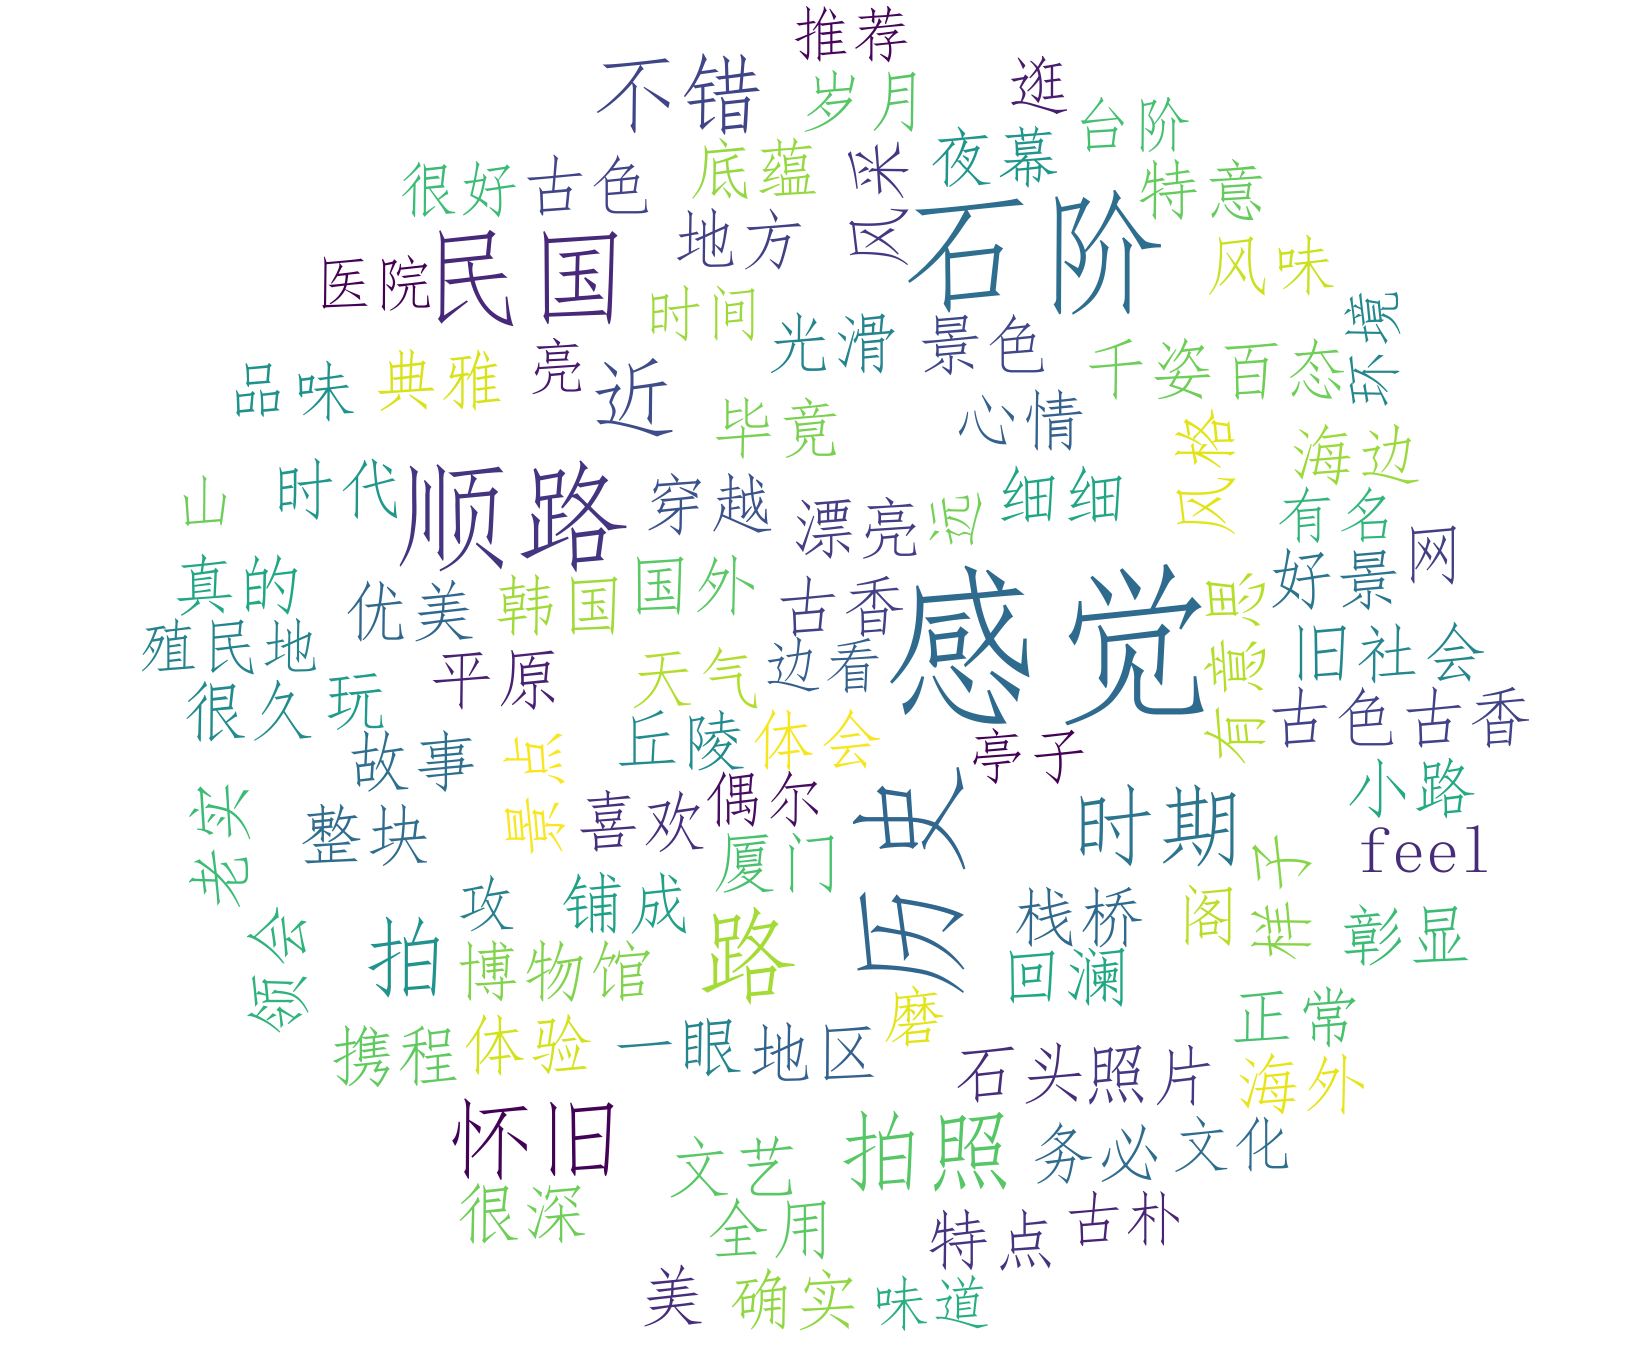 推荐
不错
岁月
逛
台阶
很好
古色
底蕴
风采
夜幕
特意
医院
民国
地方
石阶
风味
时间
光滑
景色
千姿百态
环境
品味
典雅
亮
近
毕竟
心情
风格
海边
山
时代
顺路
穿越
漂亮
远
细细
有名
真的
优美
韩国
国外
古香
感觉
有意思
好景
网
殖民地
平原
天气
边看
旧社会
很久
玩
丘陵
体会
亭子
古色古香
故事
景点
喜欢
偶尔
历史
时期
小路
老实
整块
厦门
样子
feel
领会
攻
铺成
拍
博物馆
路
栈桥
阁
彰显
回澜
携程
体验
一眼
地区
磨
正常
石头
照片
海外
怀旧
文艺
拍照
务必
文化
很深
全用
特点
古朴
美
确实
味道